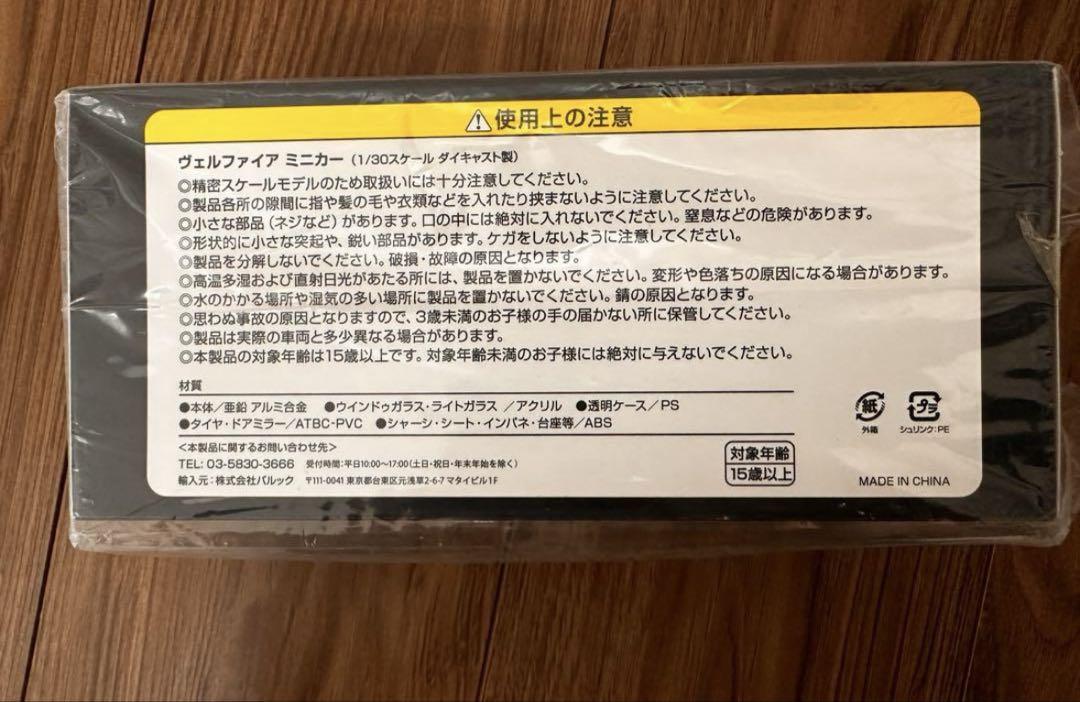 ⚠使用上の注意
ヴェルファイア ミニカー（1/30スケール ダイキャスト製）
◎精密スケールモデルのため取扱いには十分注意してください。
◎製品各所の隙間に指や髪の毛や衣類などを入れたり挟まないように注意してください。
◎小さな部品（ネジなど）があります。口の中には絶対に入れないでください。窒息などの危険があります。
◎形状的に小さな突起や、鋭い部品があります。ケガをしないように注意してください。
◎製品を分解しないでください。破損・故障の原因となります。
◎高温多湿および直射日光があたる所には、製品を置かないでください。変形や色落ちの原因になる場合があります。
◎水のかかる場所や湿気の多い場所に製品を置かないでください。錆の原因となります。
◎思わぬ事故の原因となりますので、3歳未満のお子様の手の届かない所に保管してください。
◎製品は実際の車両と多少異なる場合があります。
◎本製品の対象年齢は15歳以上です。対象年齢未満のお子様には絶対に与えないでください。
材質
●本体／亜鉛 アルミ合金 ●ウインドゥガラス・ライトガラス ／アクリル ●透明ケース／PS
●タイヤ・ドアミラー／ATBC-PVC ●シャーシ・シート・インパネ・台座等／ABS
＜本製品に関するお問い合わせ先＞
TEL: 03-5830-3666 受付時間：平日10:00〜17:00（土日・祝日・年末年始を除く）
輸入元：株式会社バルック 〒111-0041 東京都台東区元浅草2-6-7 マタイビル1F
対象年齢
15歳以上
紙
外箱
プラ
シュリンク：PE
MADE IN CHINA